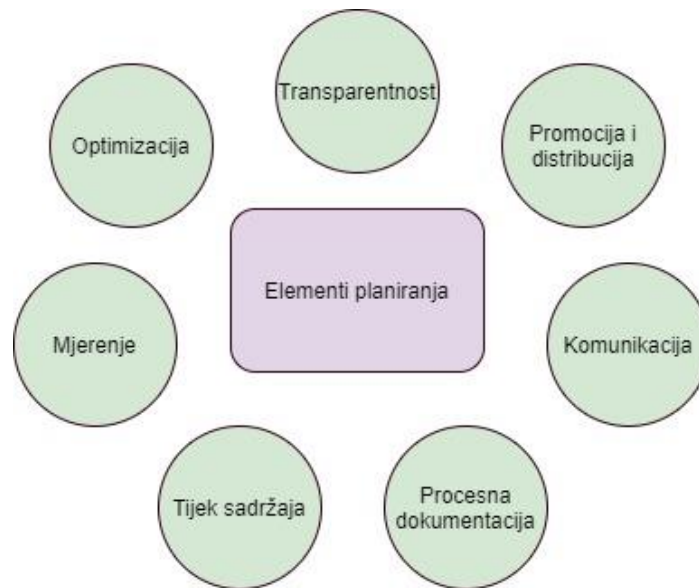 Transparentnost
Optimizacija
Promocija i
distribucija
Elementi planiranja
Mjerenje
Komunikacija
Tijek sadržaja
Procesna
dokumentacija